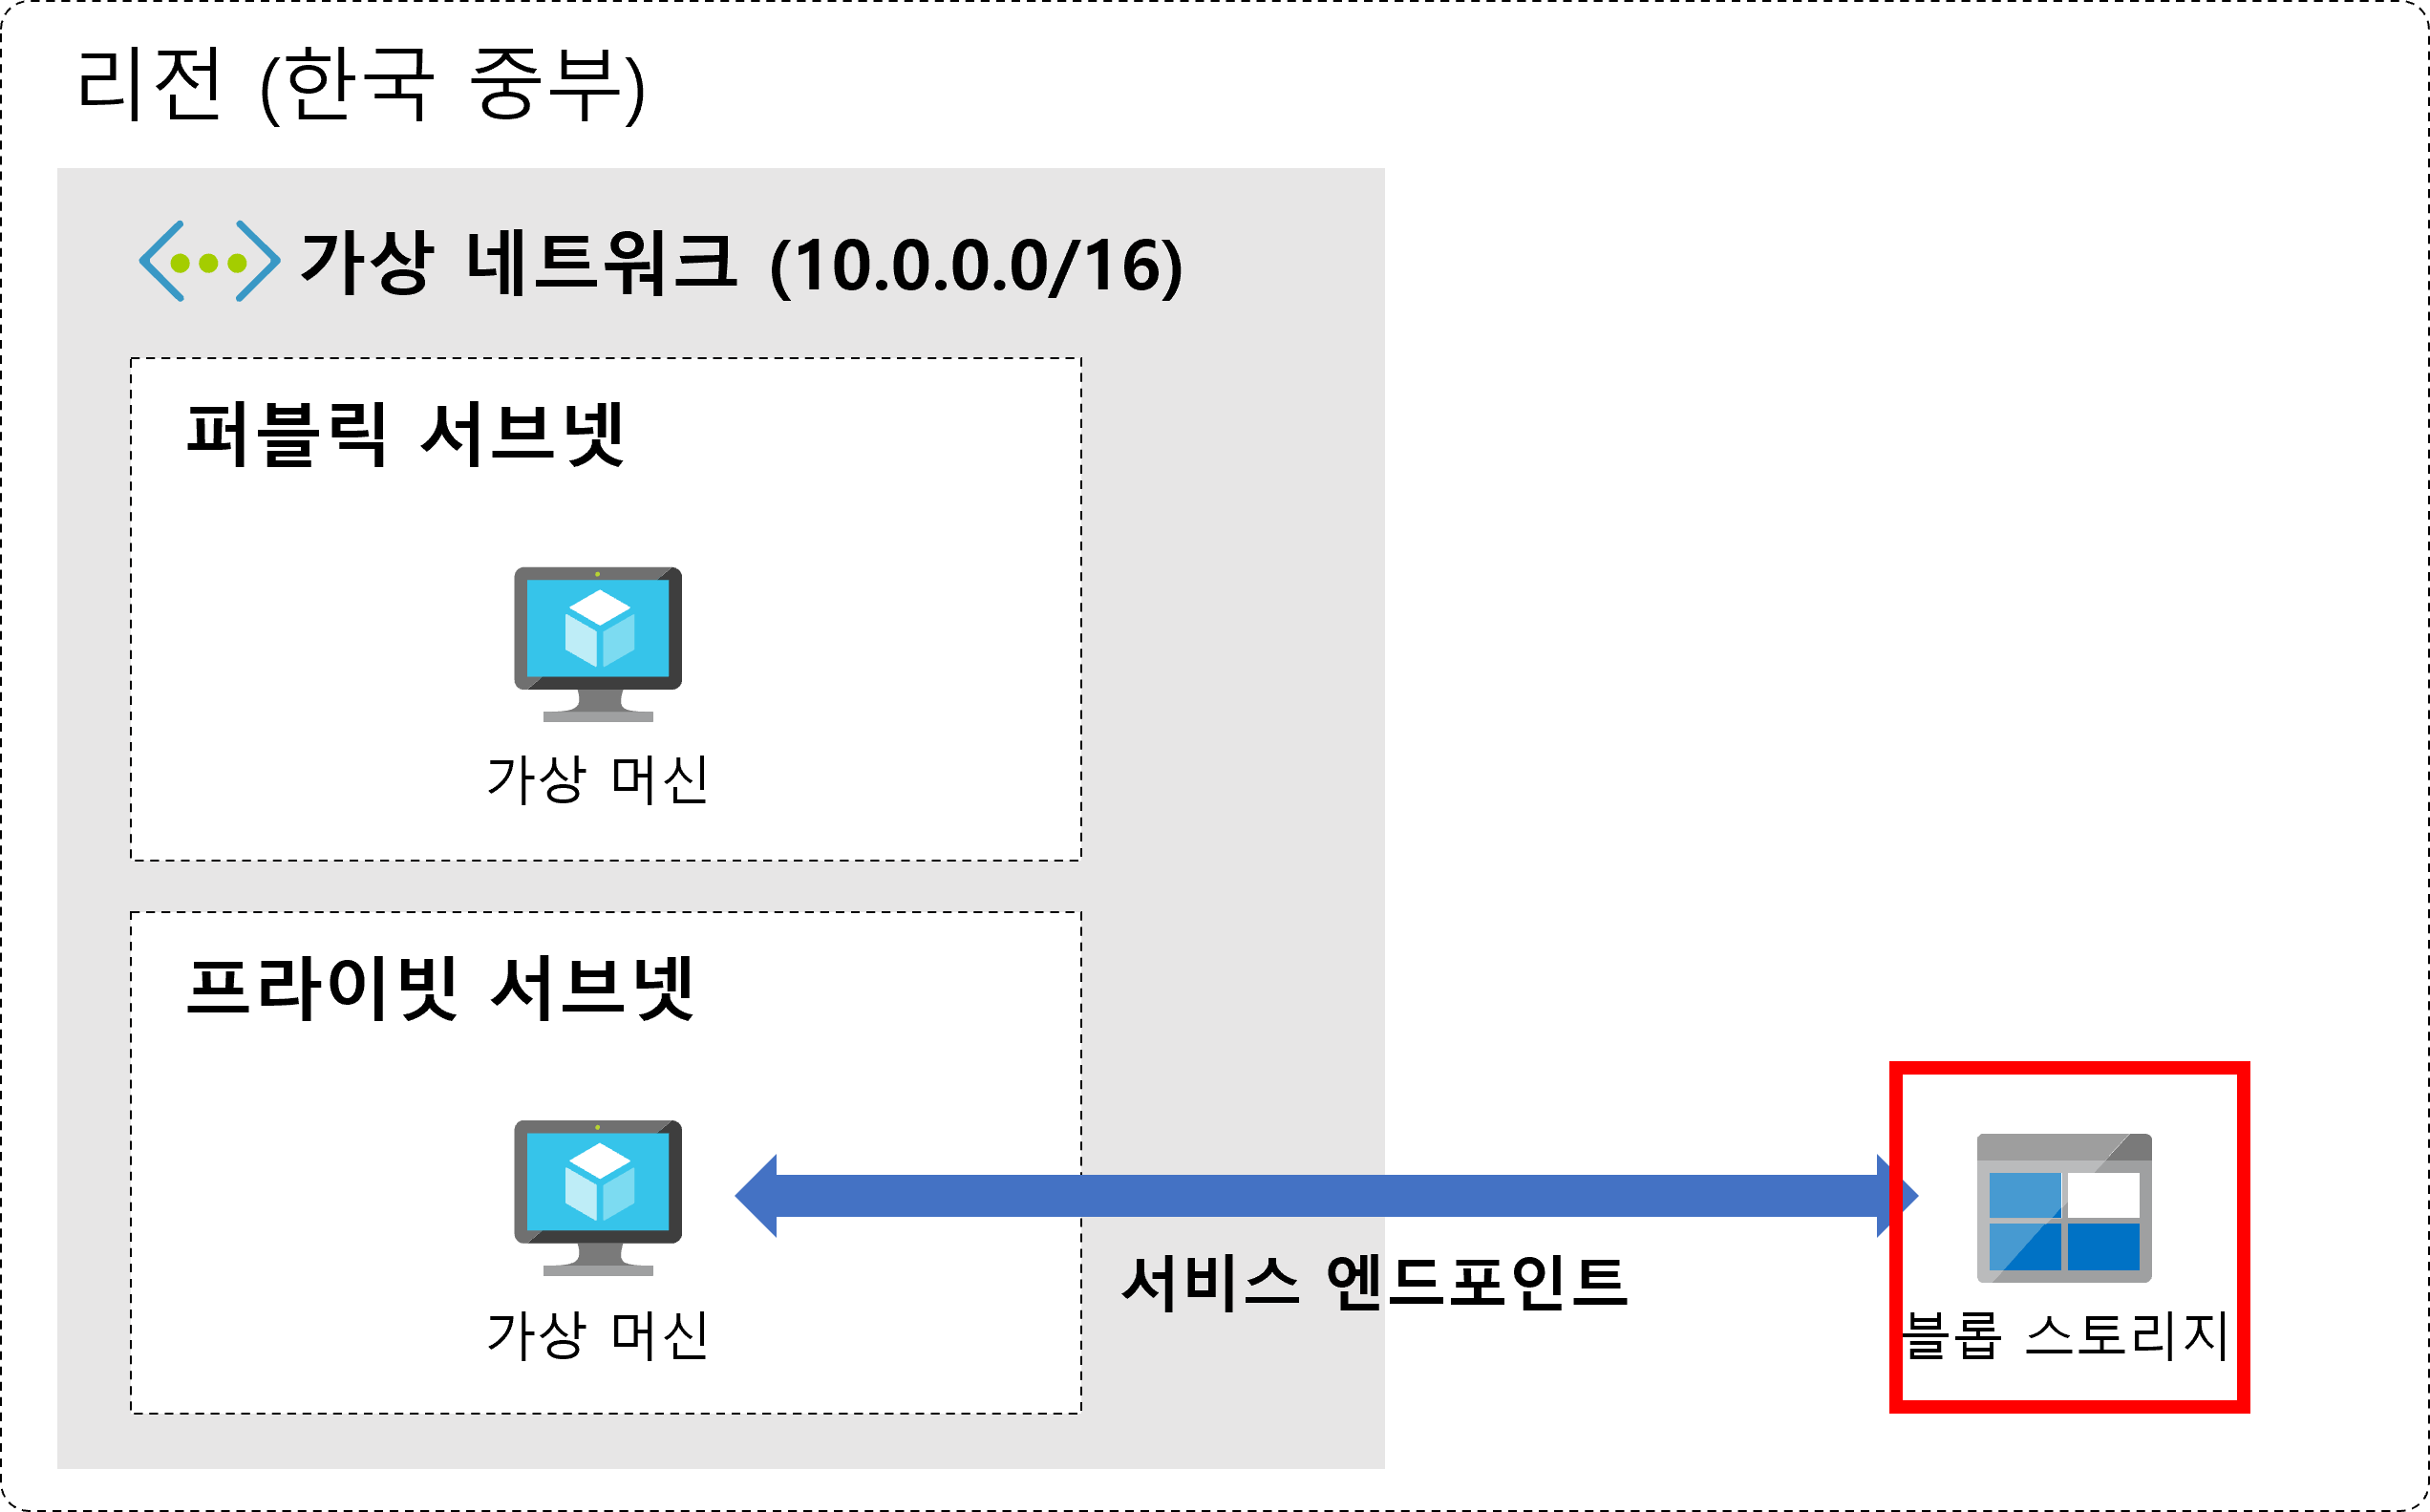 리전 (한국 중부)
가상 네트워크 (10.0.0.0/16)
퍼블릭 서브넷
가상 머신
프라이빗 서브넷
서비스 엔드포인트
가상 머신
블롭 스토리지